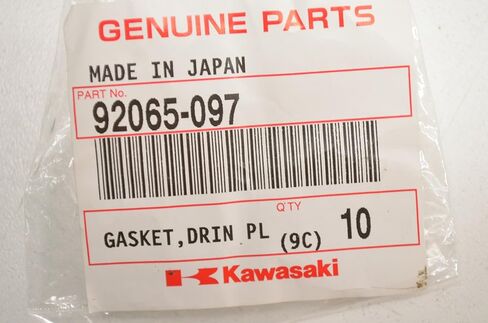 GENUINE PARTS
MADE IN JAPAN
PART No.
92065-097
Q'TY
GASKET,DRIN PL (9C) 10
Kawasaki